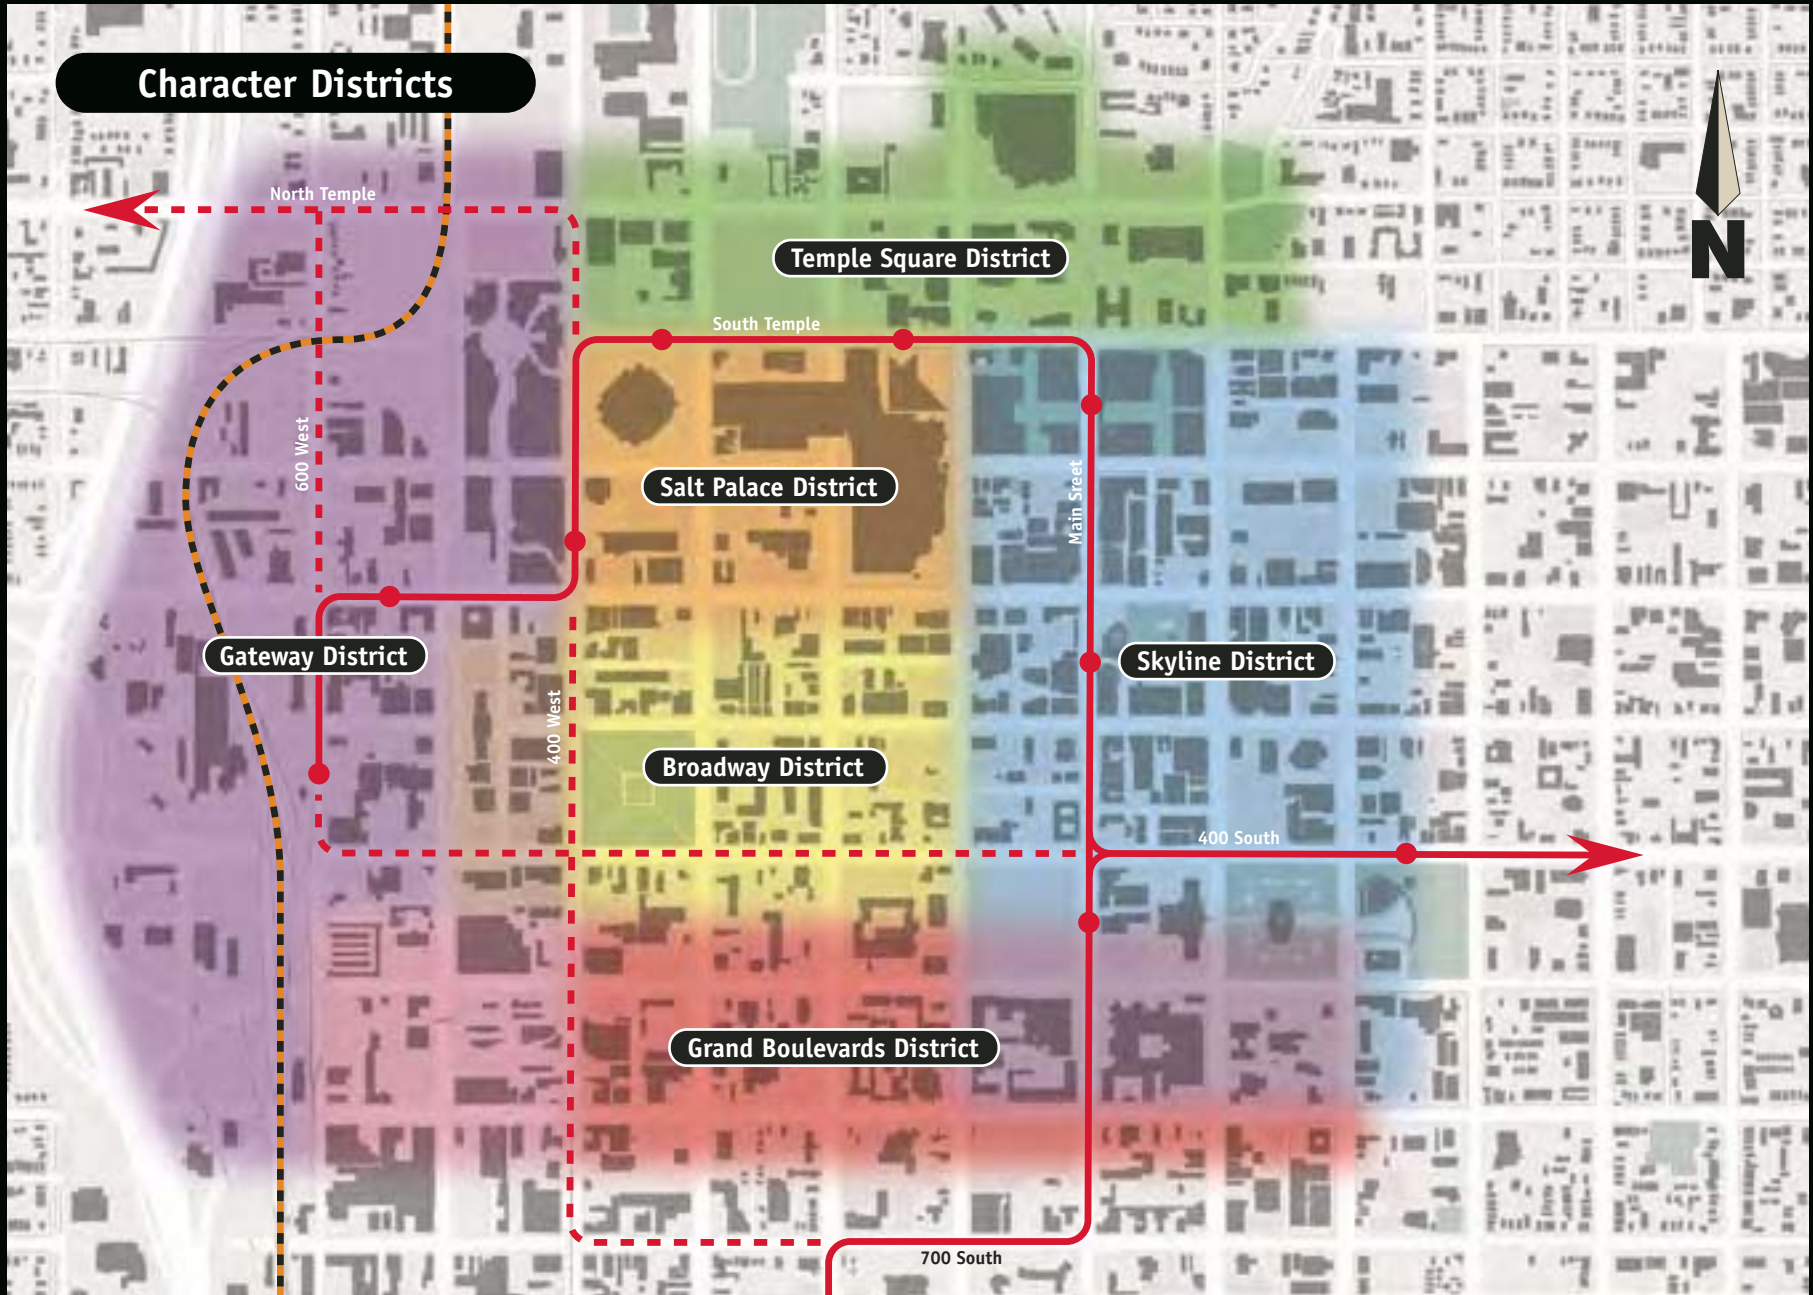 Character Districts
North Temple
N
Temple Square District
South Temple
600 West
Salt Palace District
Main Sreet
Gateway District
Skyline District
400 West
Broadway District
400 South
Grand Boulevards District
700 South